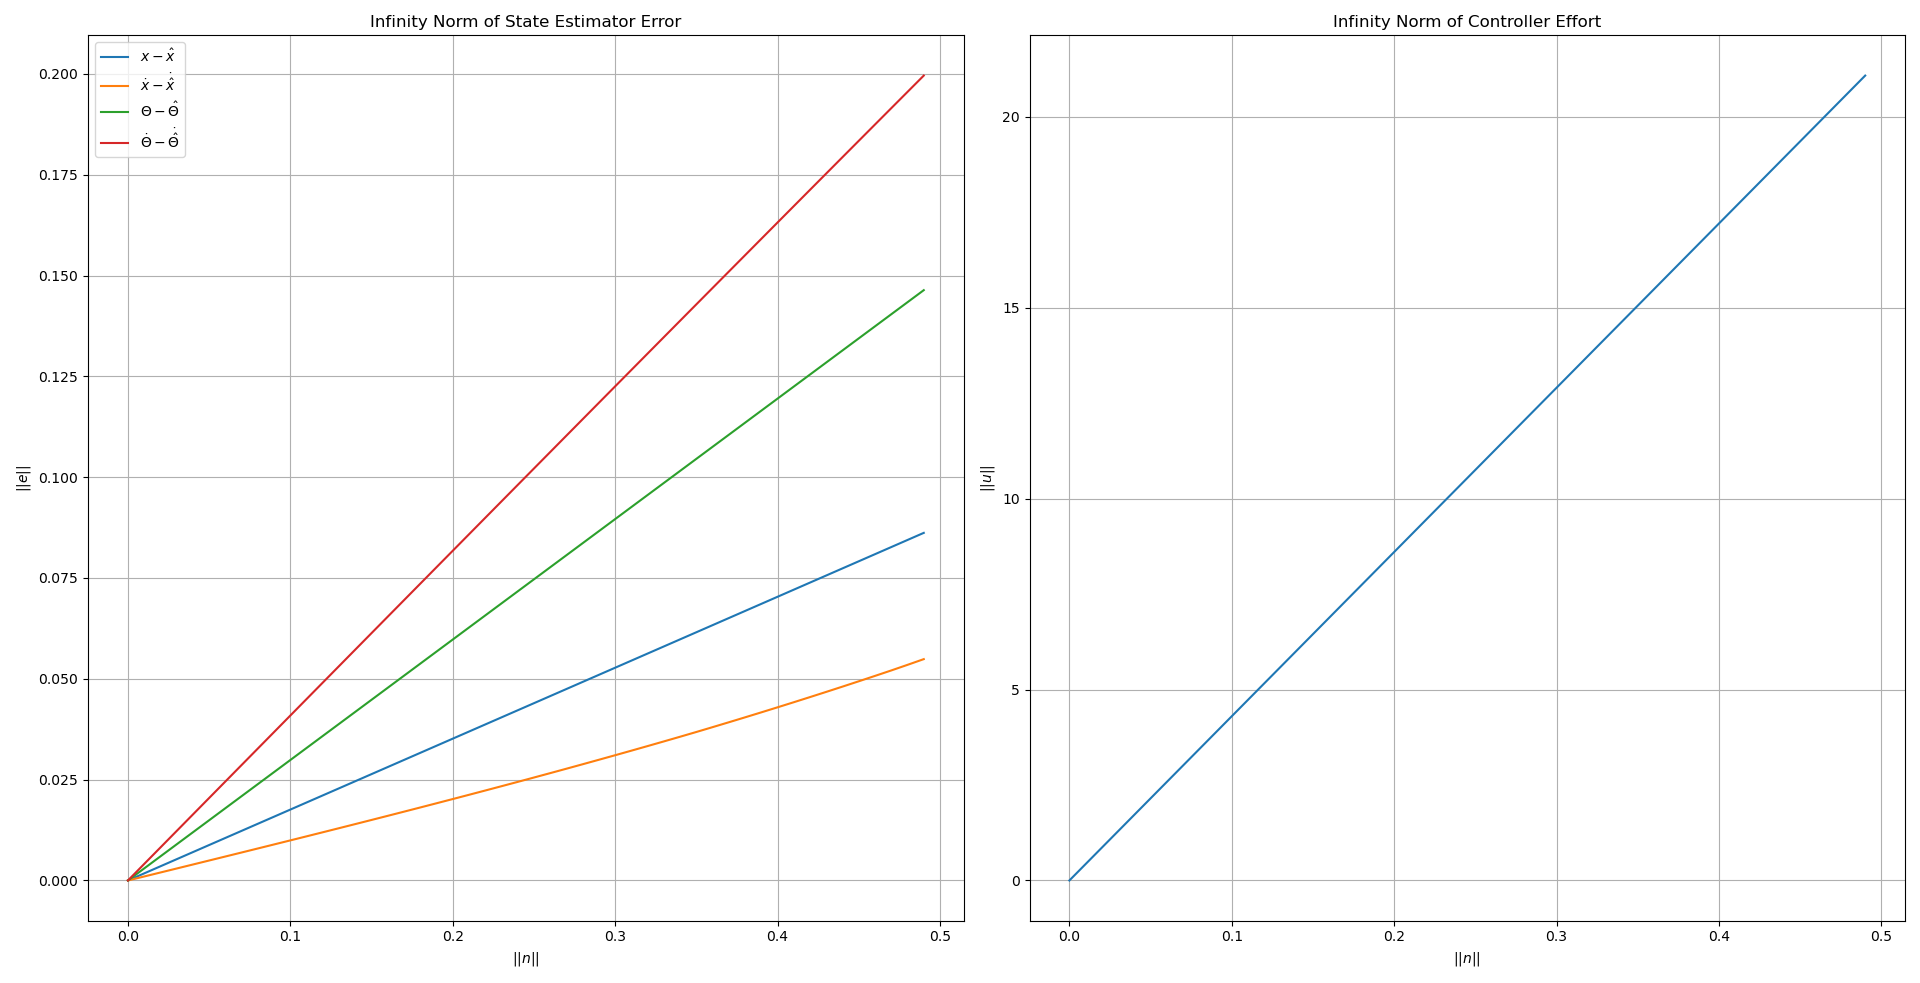 Infinity Norm of State Estimator Error
x − x̂
ẋ − x̂̇
Θ − Θ̂
Θ̇ − Θ̂̇
0.200
0.175
0.150
0.125
0.100
0.075
0.050
0.025
0.000
||e||
0.0 0.1 0.2 0.3 0.4 0.5
||n||
Infinity Norm of Controller Effort
20
15
10
5
0
||u||
0.0 0.1 0.2 0.3 0.4 0.5
||n||